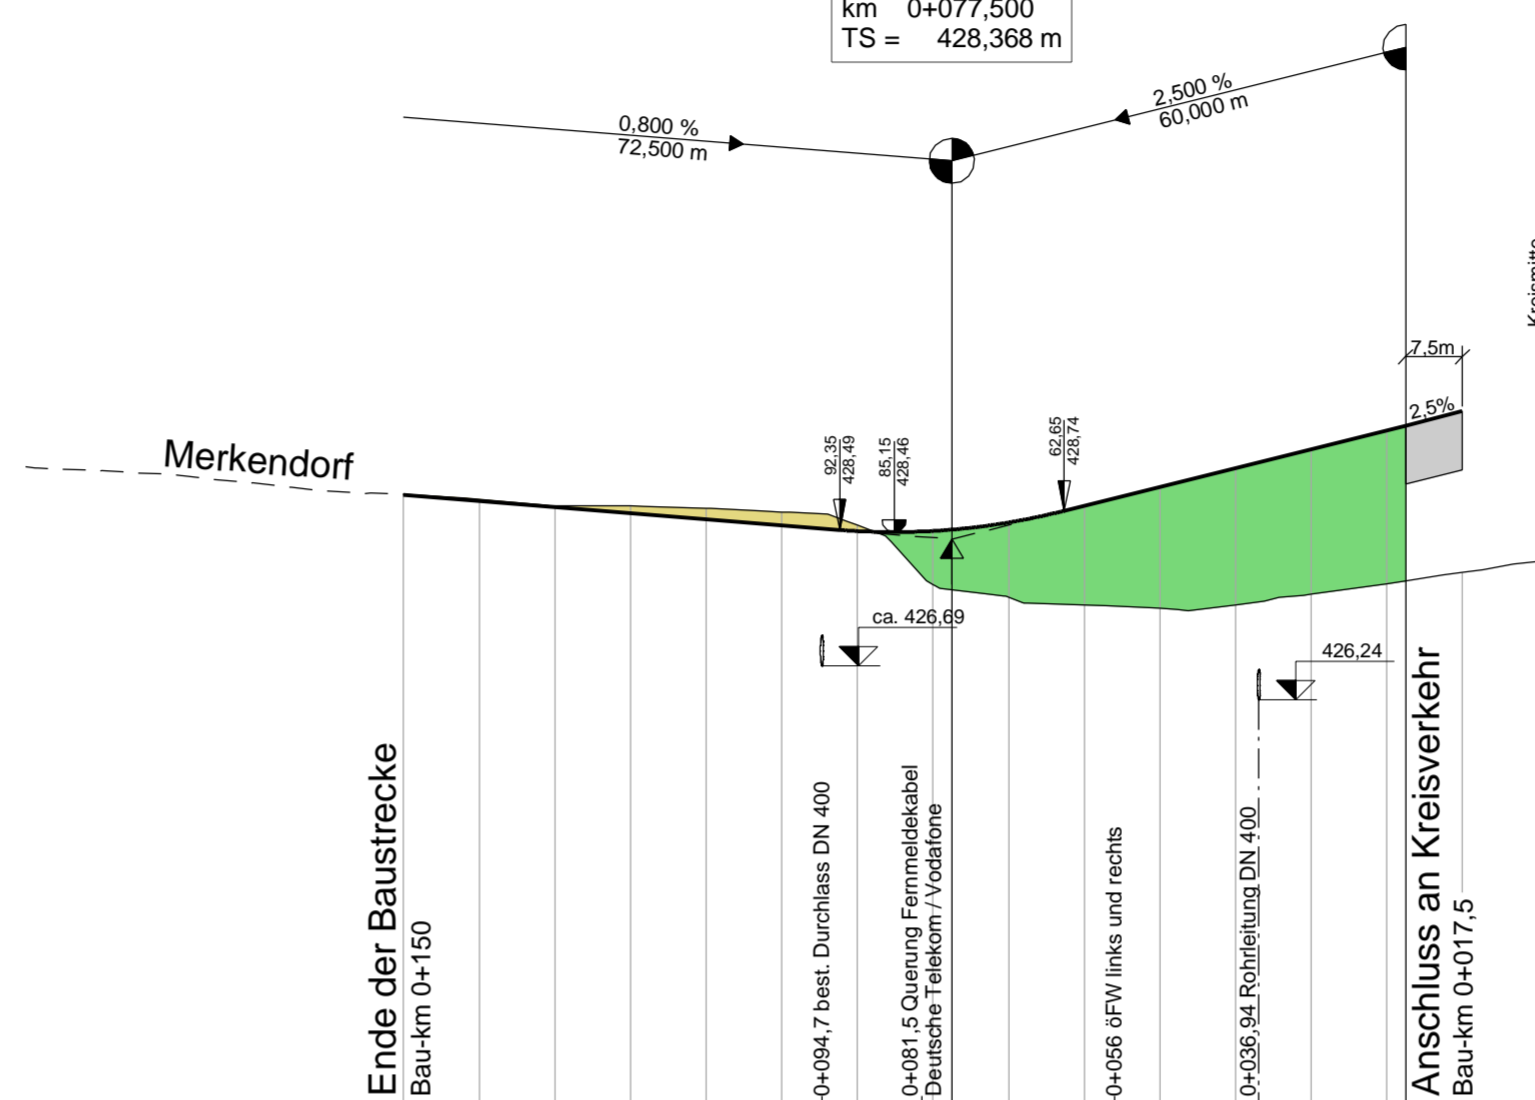 km 0+077,500
TS = 428,368 m
0,800 %
72,500 m
2,500 %
60,000 m
Kreismitte
7,5m
2,5%
Merkendorf
92,35
428,49
85,15
428,46
62,65
428,74
ca. 426,69
426,24
Ende der Baustrecke
Bau-km 0+150
0+094,7 best. Durchlass DN 400
0+081,5 Querung Fernmeldekabel
Deutsche Telekom / Vodafone
0+056 öFW links und rechts
0+036,94 Rohrleitung DN 400
Anschluss an Kreisverkehr
Bau-km 0+017,5